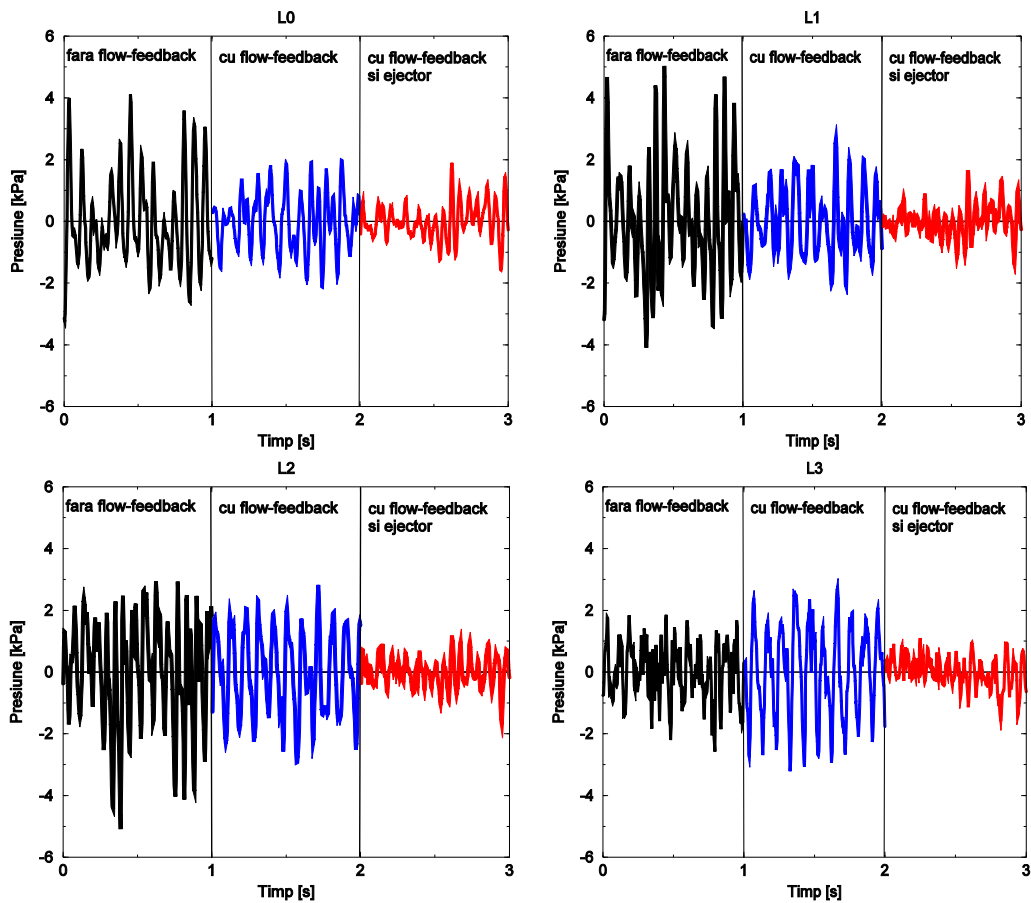 L0
fara flow-feedback
cu flow-feedback
cu flow-feedback
si ejector
Presiune [kPa]
6
4
2
0
-2
-4
-6
0
1
2
3
Timp [s]
L1
fara flow-feedback
cu flow-feedback
cu flow-feedback
si ejector
Presiune [kPa]
6
4
2
0
-2
-4
-6
0
1
2
3
Timp [s]
L2
fara flow-feedback
cu flow-feedback
cu flow-feedback
si ejector
Presiune [kPa]
6
4
2
0
-2
-4
-6
0
1
2
3
Timp [s]
L3
fara flow-feedback
cu flow-feedback
cu flow-feedback
si ejector
Presiune [kPa]
6
4
2
0
-2
-4
-6
0
1
2
3
Timp [s]